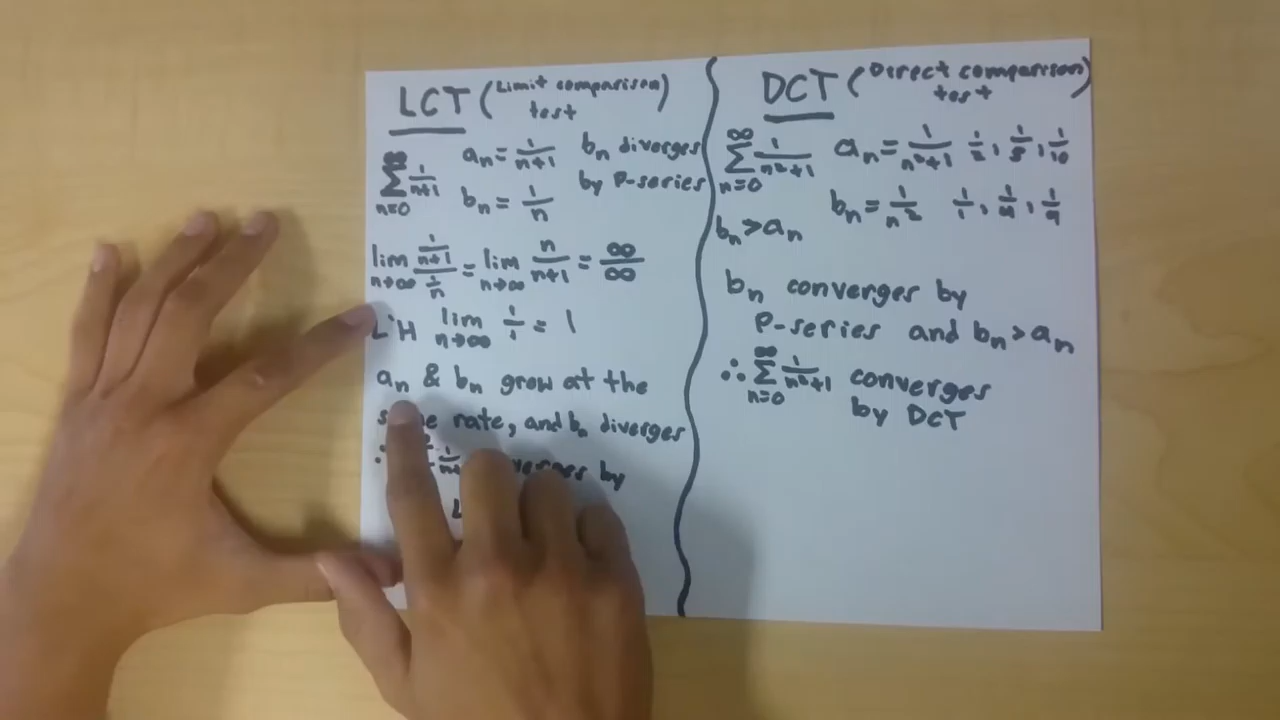 LCT (Limit comparison
test)
∞
∑ 1/n+1
n=0
aₙ = 1/n+1
bₙ = 1/n
bₙ diverges
by P-series
lim n→∞ (1/n+1)/(1/n) = lim n→∞ n/n+1 = ∞/∞
L'H lim n→∞ 1/1 = 1
aₙ & bₙ grow at the
rate, and bₙ diverges
by
DCT (Direct comparison)
test
∞
∑ 1/n²+1
n=0
aₙ = 1/n²+1 1/2, 1/5, 1/10
bₙ = 1/n² 1/1, 1/4, 1/9
bₙ > aₙ
bₙ converges by
P-series and bₙ > aₙ
∴ ∞∑n=0 1/n²+1 converges
by DCT